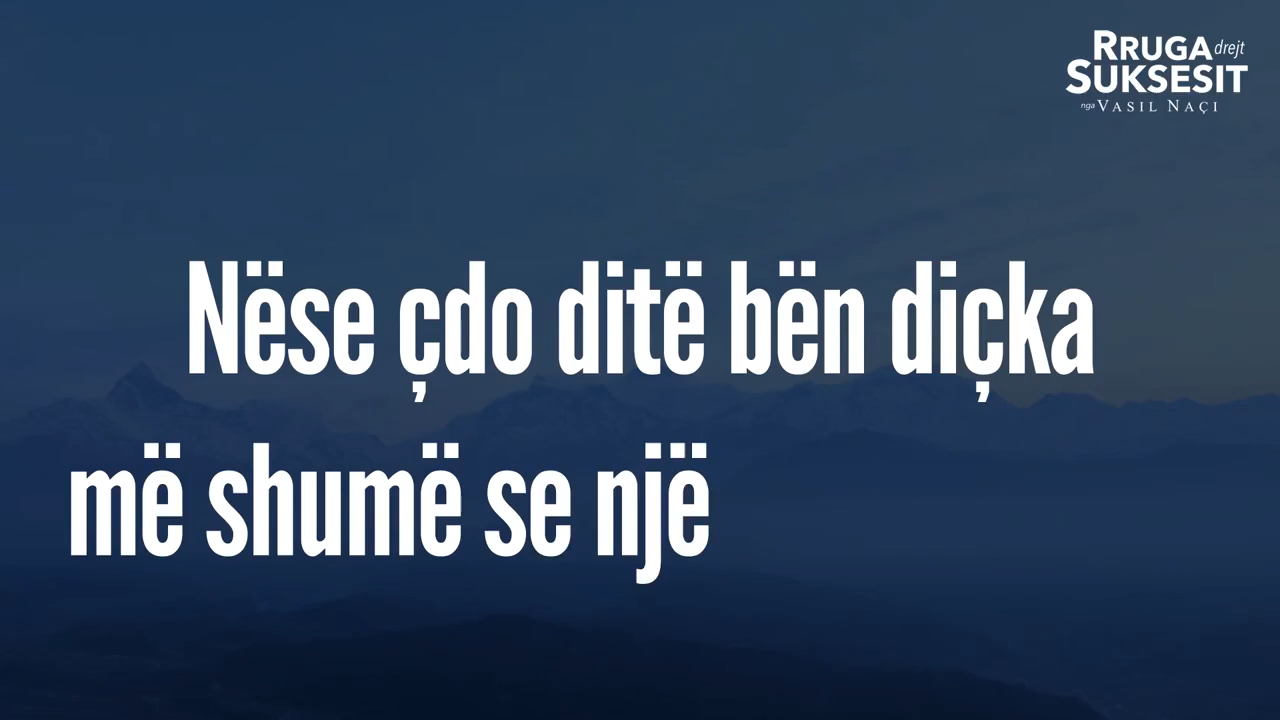 RRUGA drejt
SUKSESIT
nga VASIL NAÇI
Nëse çdo ditë bën diçka
më shumë se një